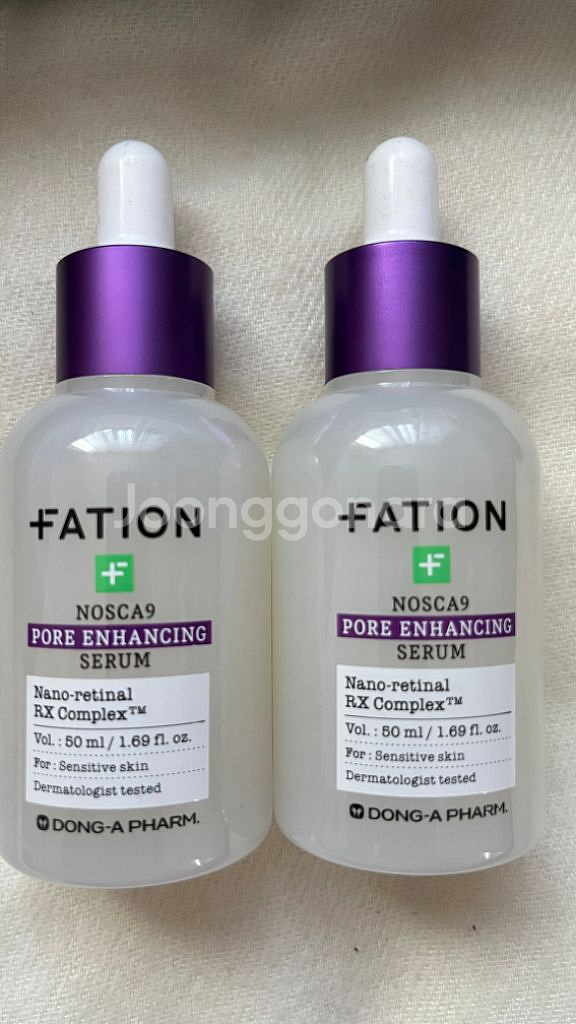 FATION
NOSCA9
PORE ENHANCING
SERUM
Nano-retinal
RX Complex™
Vol. : 50 ml / 1.69 fl. oz.
For : Sensitive skin
Dermatologist tested
DONG-A PHARM.
FATION
NOSCA9
PORE ENHANCING
SERUM
Nano-retinal
RX Complex™
Vol. : 50 ml / 1.69 fl. oz.
For : Sensitive skin
Dermatologist tested
DONG-A PHARM.
Joonggonara